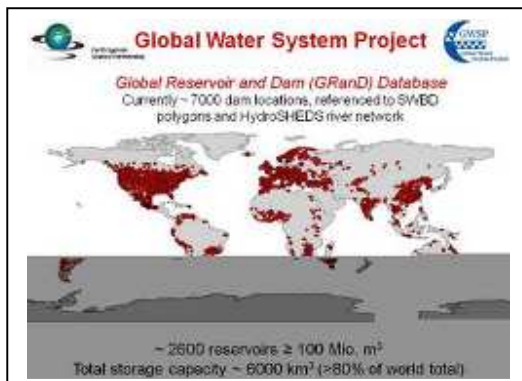 Global Water System Project
GWSP
Global Reservoir and Dam (GRanD) Database
Currently ~ 7000 dam locations, referenced to SWBD
polygons and HydroSHEDS river network
~ 2600 reservoirs ≥ 100 Mio. m³
Total storage capacity ~ 6000 km³ (>80% of world total)